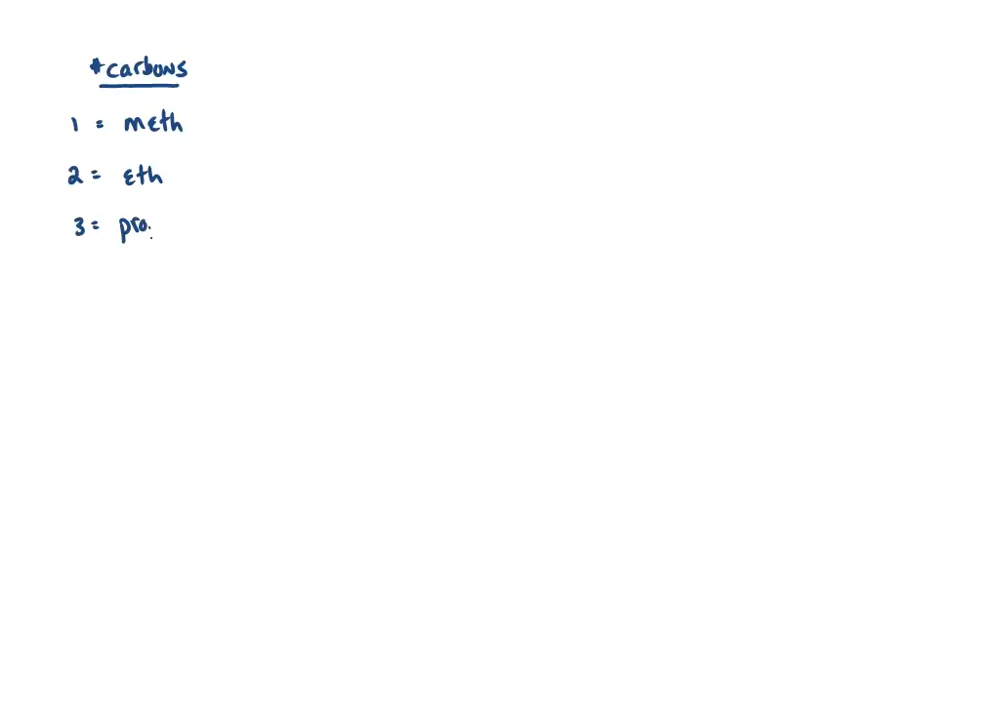 #carbons
1 = meth
2 = Eth
3 = pro